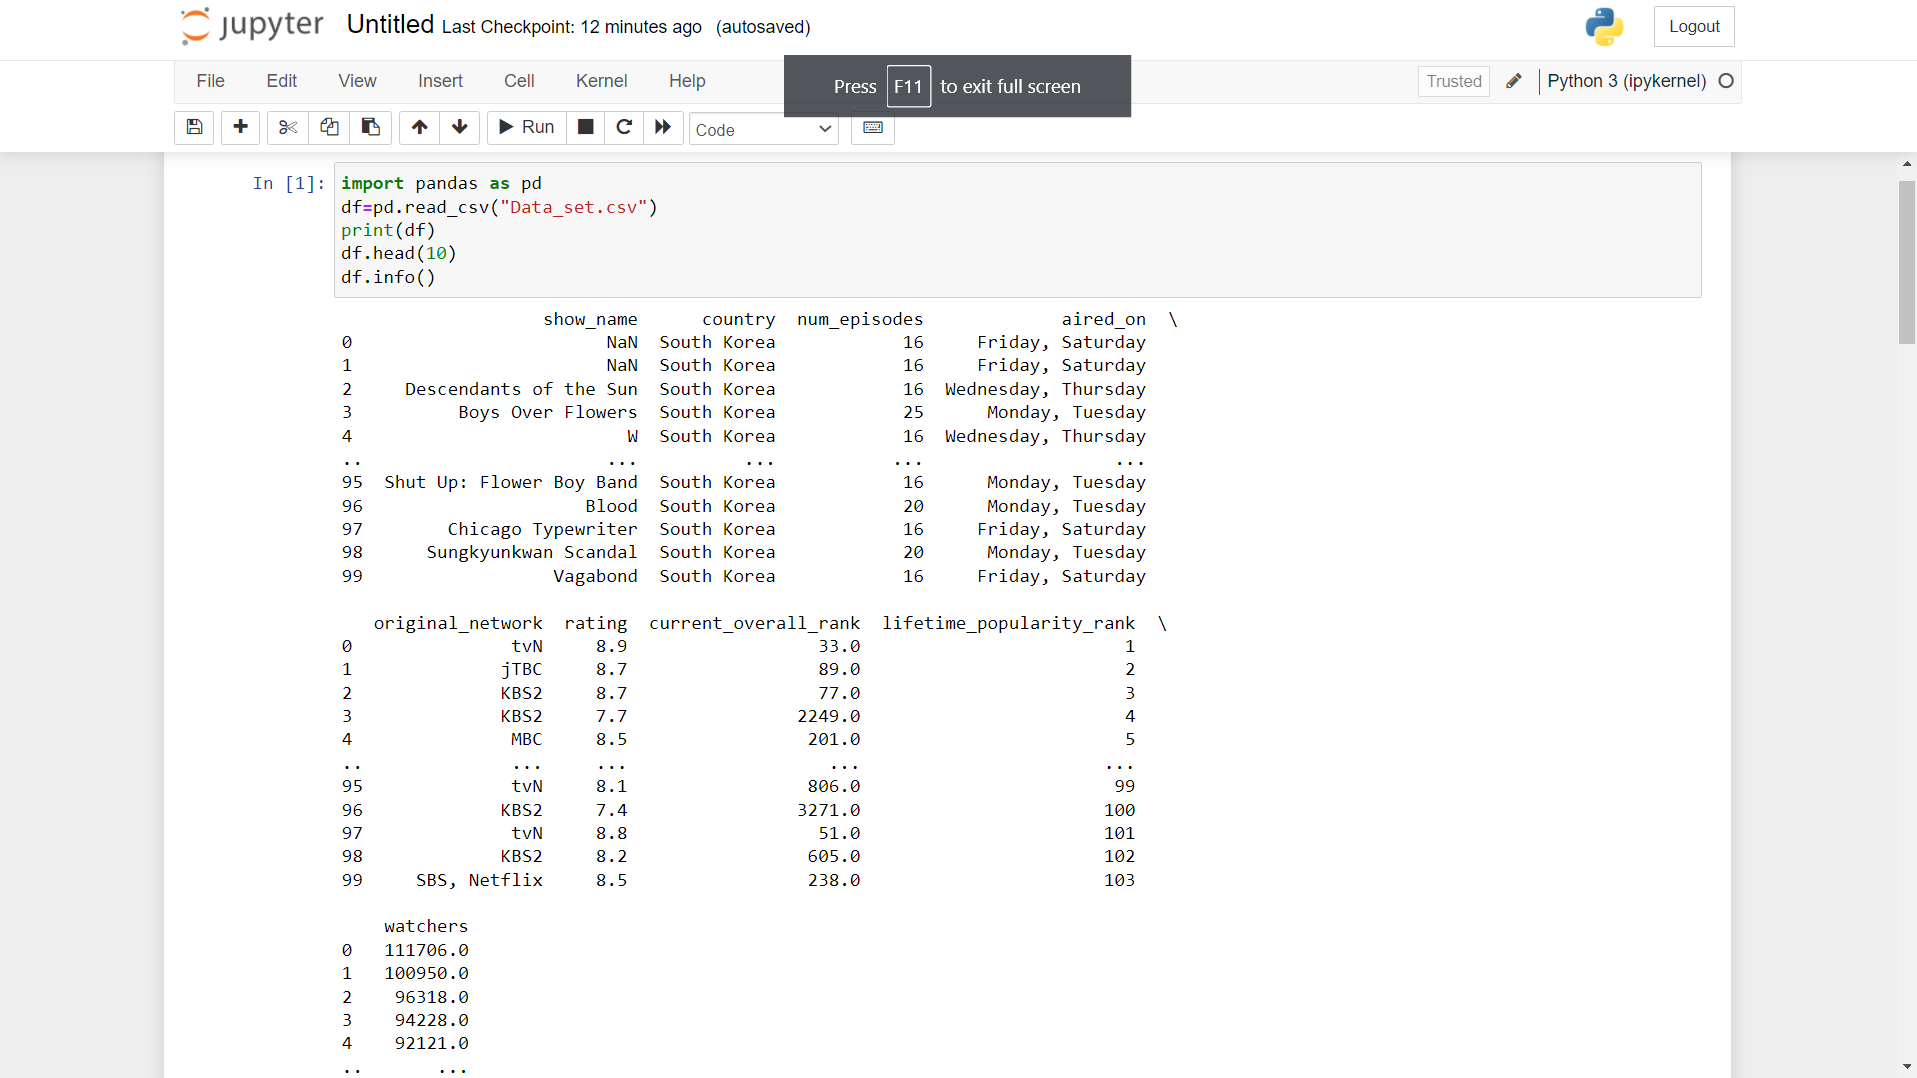 jupyter Untitled Last Checkpoint: 12 minutes ago (autosaved) Logout
File Edit View Insert Cell Kernel Help Trusted Python 3 (ipykernel)
Press F11 to exit full screen
Run Code
In [1]: import pandas as pd
df=pd.read_csv("Data_set.csv")
print(df)
df.head(10)
df.info()
show_name country num_episodes aired_on \
0 NaN South Korea 16 Friday, Saturday
1 NaN South Korea 16 Friday, Saturday
2 Descendants of the Sun South Korea 16 Wednesday, Thursday
3 Boys Over Flowers South Korea 25 Monday, Tuesday
4 W South Korea 16 Wednesday, Thursday
.. ... ... ... ...
95 Shut Up: Flower Boy Band South Korea 16 Monday, Tuesday
96 Blood South Korea 20 Monday, Tuesday
97 Chicago Typewriter South Korea 16 Friday, Saturday
98 Sungkyunkwan Scandal South Korea 20 Monday, Tuesday
99 Vagabond South Korea 16 Friday, Saturday
original_network rating current_overall_rank lifetime_popularity_rank \
0 tvN 8.9 33.0 1
1 jTBC 8.7 89.0 2
2 KBS2 8.7 77.0 3
3 KBS2 7.7 2249.0 4
4 MBC 8.5 201.0 5
.. ... ... ... ...
95 tvN 8.1 806.0 99
96 KBS2 7.4 3271.0 100
97 tvN 8.8 51.0 101
98 KBS2 8.2 605.0 102
99 SBS, Netflix 8.5 238.0 103
watchers
0 111706.0
1 100950.0
2 96318.0
3 94228.0
4 92121.0
.. ...